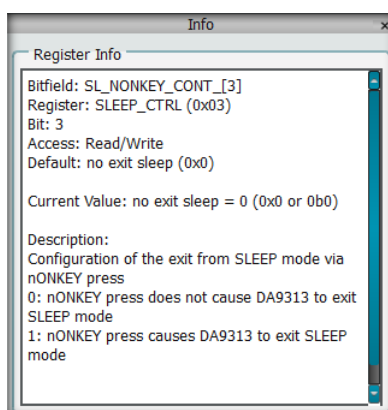 Info
Register Info
Bitfield: SL_NONKEY_CONT_[3]
Register: SLEEP_CTRL (0x03)
Bit: 3
Access: Read/Write
Default: no exit sleep (0x0)
Current Value: no exit sleep = 0 (0x0 or 0b0)
Description:
Configuration of the exit from SLEEP mode via
nONKEY press
0: nONKEY press does not cause DA9313 to exit
SLEEP mode
1: nONKEY press causes DA9313 to exit SLEEP
mode